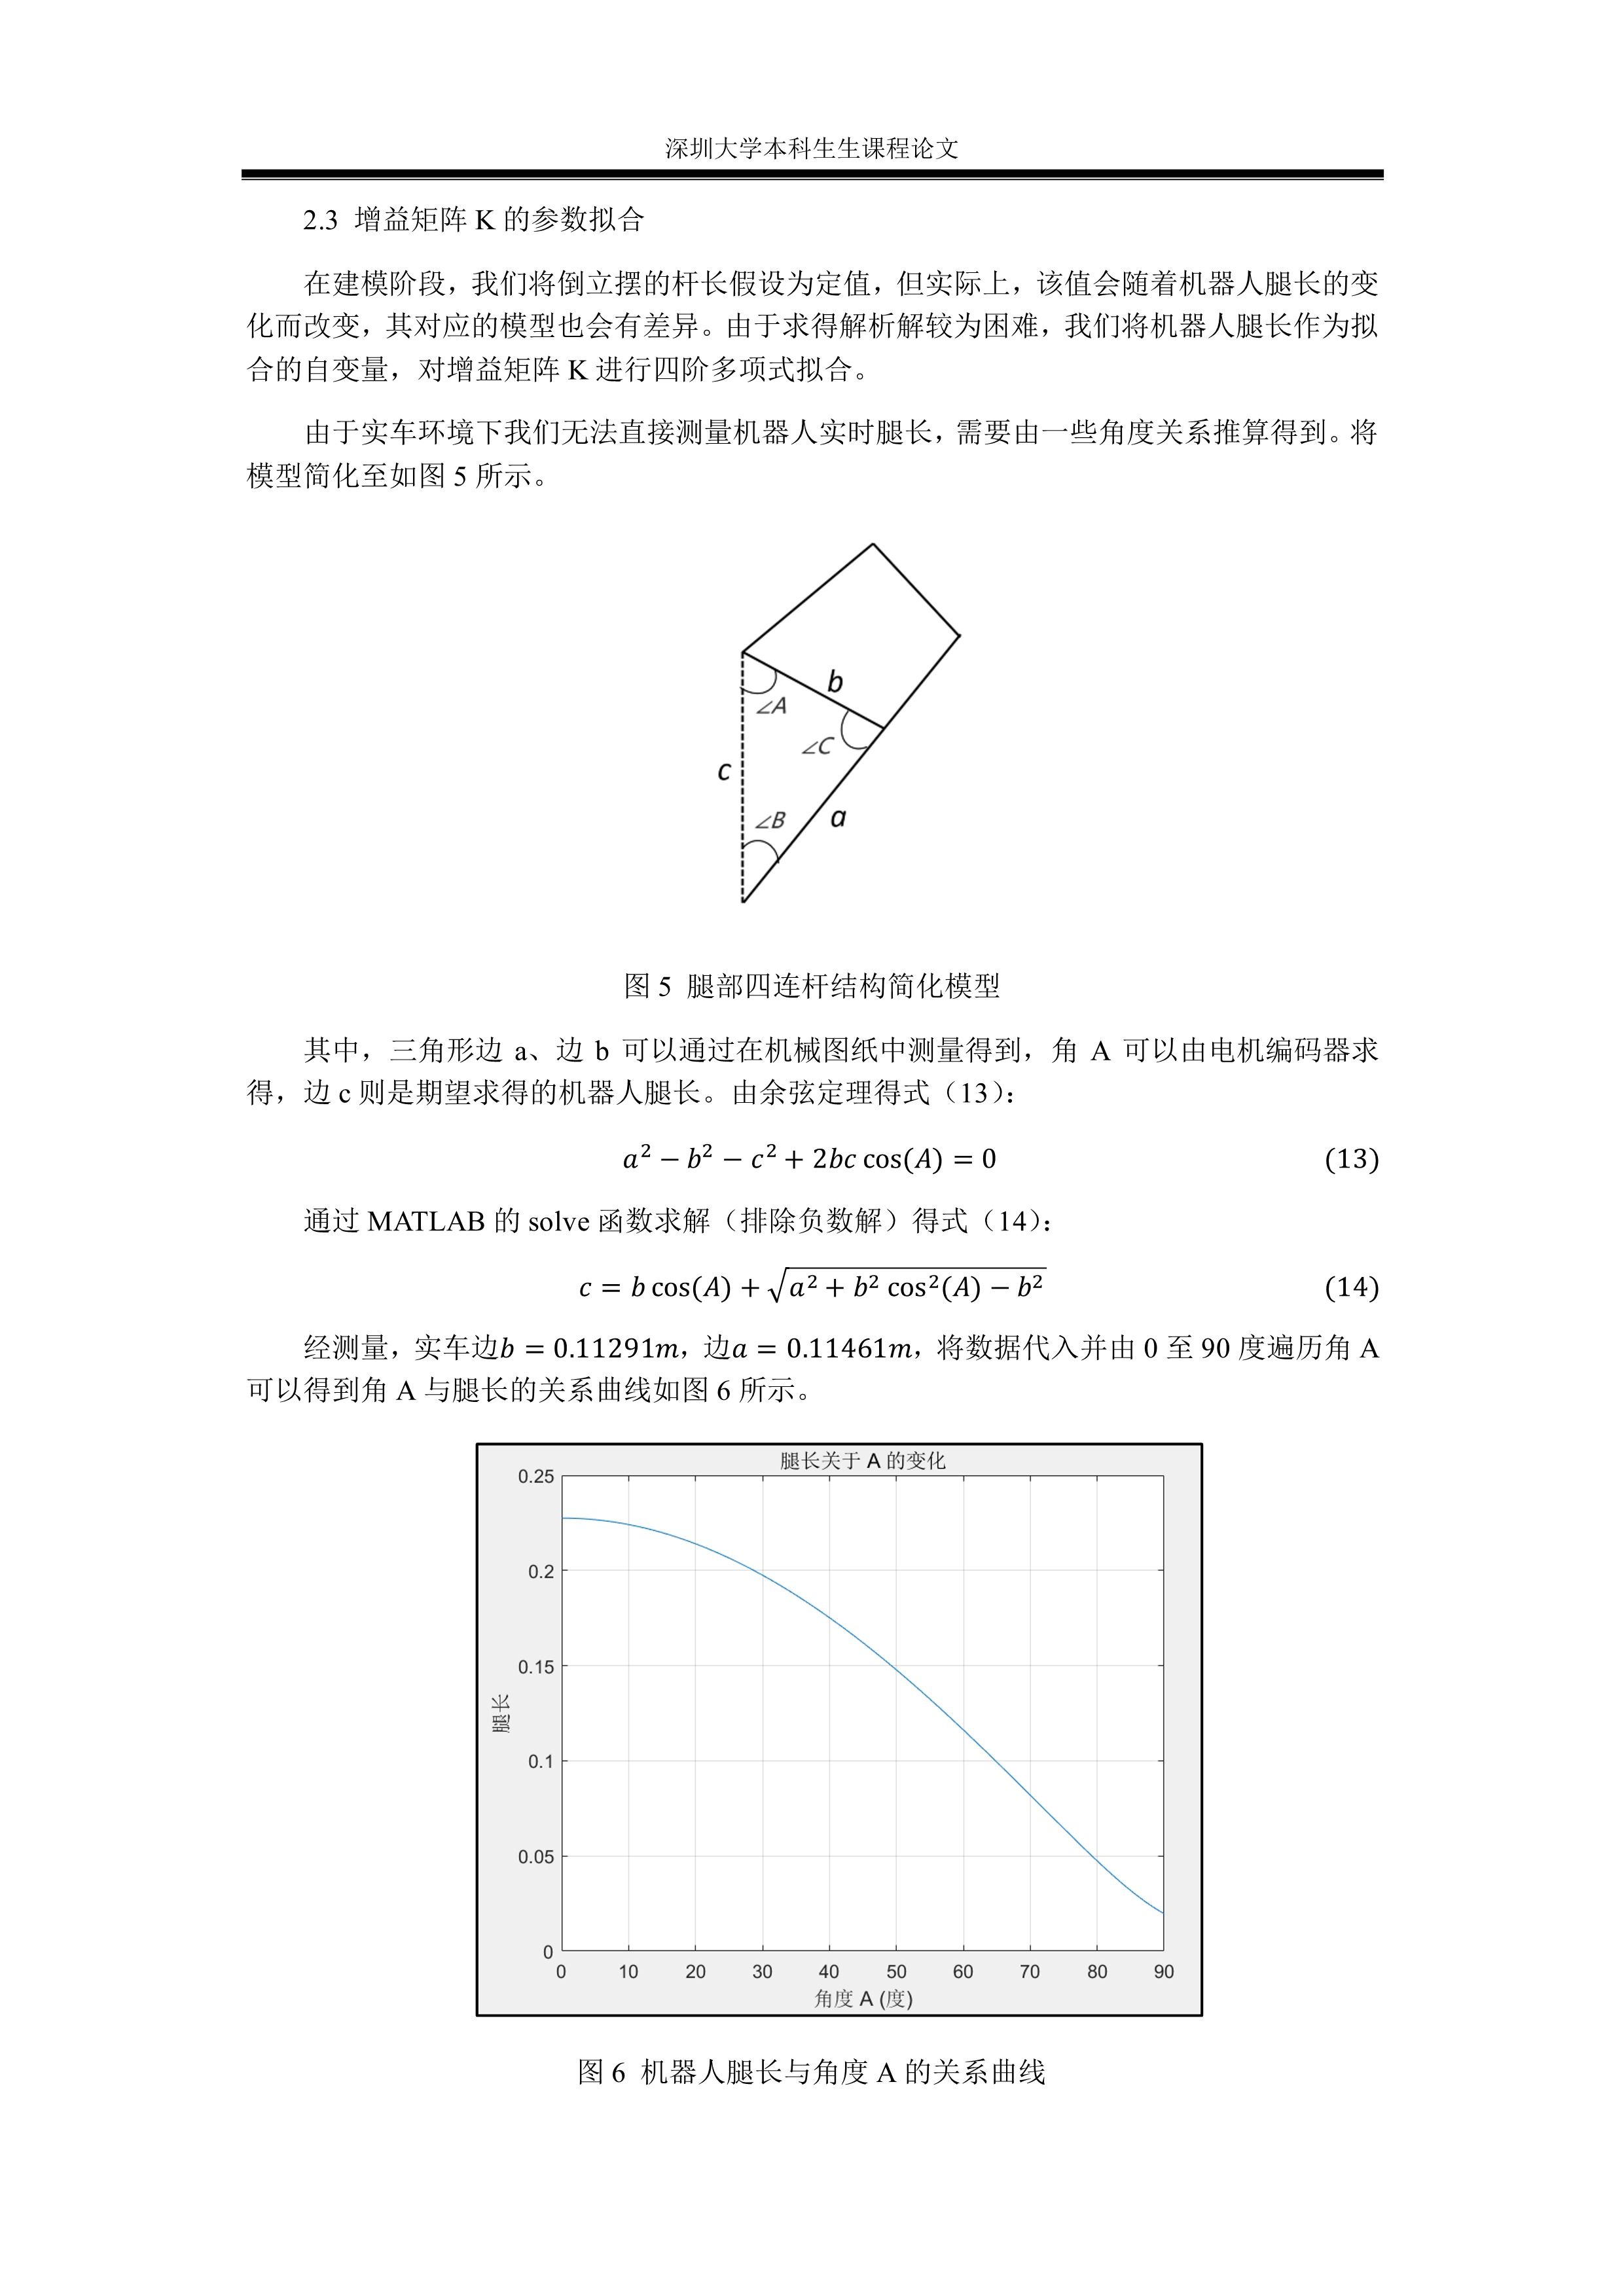 深圳大学本科生生课程论文
2.3 增益矩阵 K 的参数拟合
在建模阶段，我们将倒立摆的杆长假设为定值，但实际上，该值会随着机器人腿长的变
化而改变，其对应的模型也会有差异。由于求得解析解较为困难，我们将机器人腿长作为拟
合的自变量，对增益矩阵 K 进行四阶多项式拟合。
由于实车环境下我们无法直接测量机器人实时腿长，需要由一些角度关系推算得到。将
模型简化至如图 5 所示。
b
∠A
∠C
c
∠B
a
图 5 腿部四连杆结构简化模型
其中，三角形边 a、边 b 可以通过在机械图纸中测量得到，角 A 可以由电机编码器求
得，边 c 则是期望求得的机器人腿长。由余弦定理得式（13）：
a² − b² − c² + 2bc cos(A) = 0 (13)
通过 MATLAB 的 solve 函数求解（排除负数解）得式（14）：
c = b cos(A) + √(a² + b² cos²(A) − b²) (14)
经测量，实车边b = 0.11291m，边a = 0.11461m，将数据代入并由 0 至 90 度遍历角 A
可以得到角 A 与腿长的关系曲线如图 6 所示。
腿长关于 A 的变化
0.25
0.2
0.15
腿长
0.1
0.05
0
0 10 20 30 40 50 60 70 80 90
角度 A (度)
图 6 机器人腿长与角度 A 的关系曲线